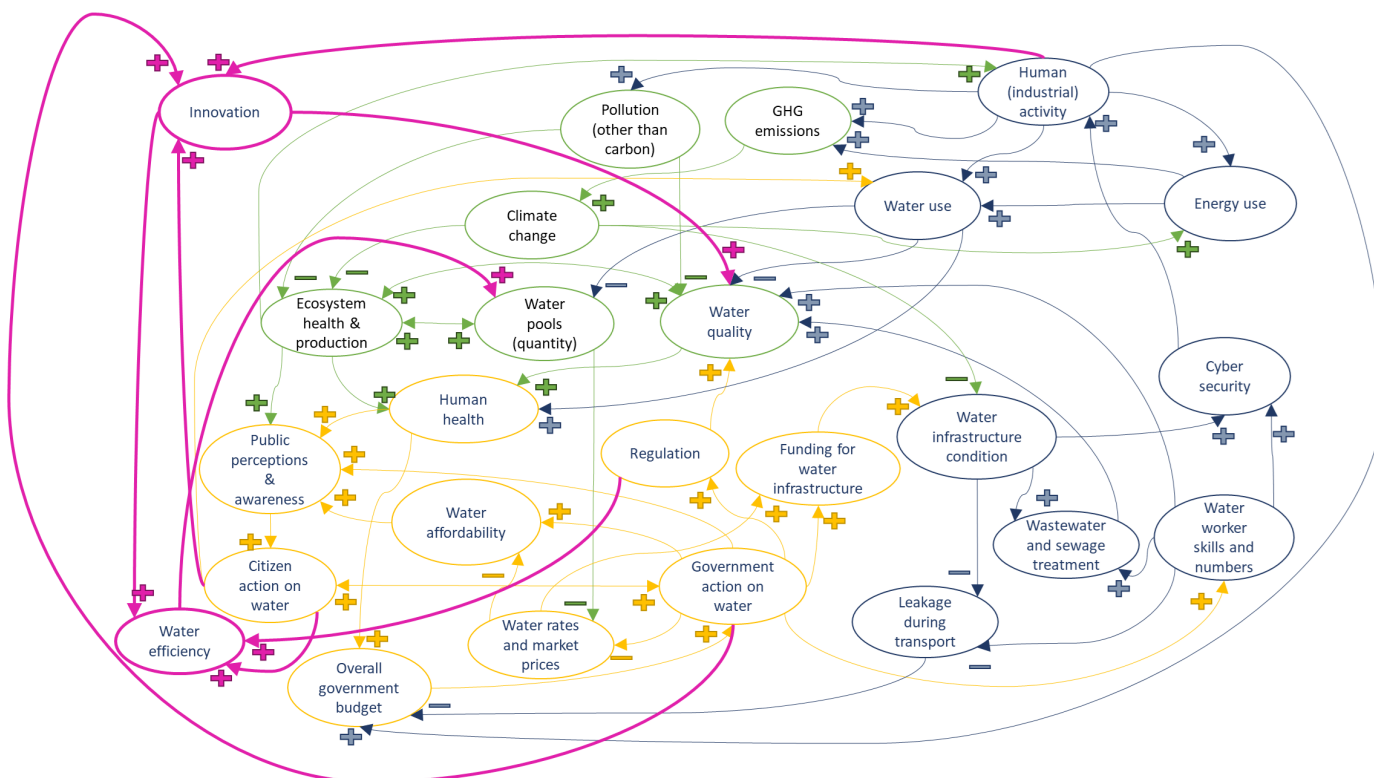 Innovation
Pollution
(other than
carbon)
GHG
emissions
Human
(industrial)
activity
Climate
change
Water use
Energy use
Ecosystem
health &
production
Water
pools
(quantity)
Water
quality
Cyber
security
Human
health
Public
perceptions
&
awareness
Water
affordability
Regulation
Funding for
water
infrastructure
Water
infrastructure
condition
Wastewater
and sewage
treatment
Water
worker
skills and
numbers
Citizen
action on
water
Government
action on
water
Leakage
during
transport
Water
efficiency
Water rates
and market
prices
Overall
government
budget